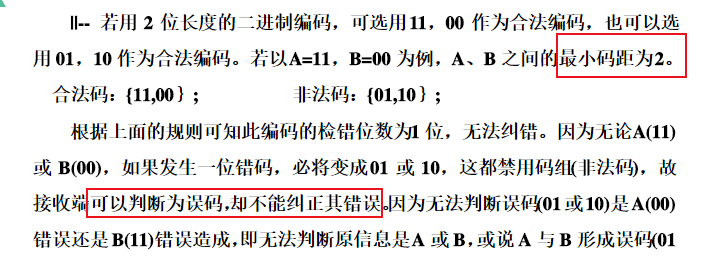 ll-- 若用 2 位长度的二进制编码，可选用11，00 作为合法编码，也可以选
用 01，10 作为合法编码。若以A=11，B=00 为例，A、B 之间的最小码距为2。
合法码：{11,00｝； 非法码：{01,10｝；
根据上面的规则可知此编码的检错位数为1 位，无法纠错。因为无论A(11)
或 B(00)，如果发生一位错码，必将变成01 或 10，这都禁用码组(非法码)，故
接收端可以判断为误码,却不能纠正其错误。因为无法判断误码(01 或10)是A(00)
错误还是B(11)错误造成,即无法判断原信息是A 或B,或说 A 与 B 形成误码(01